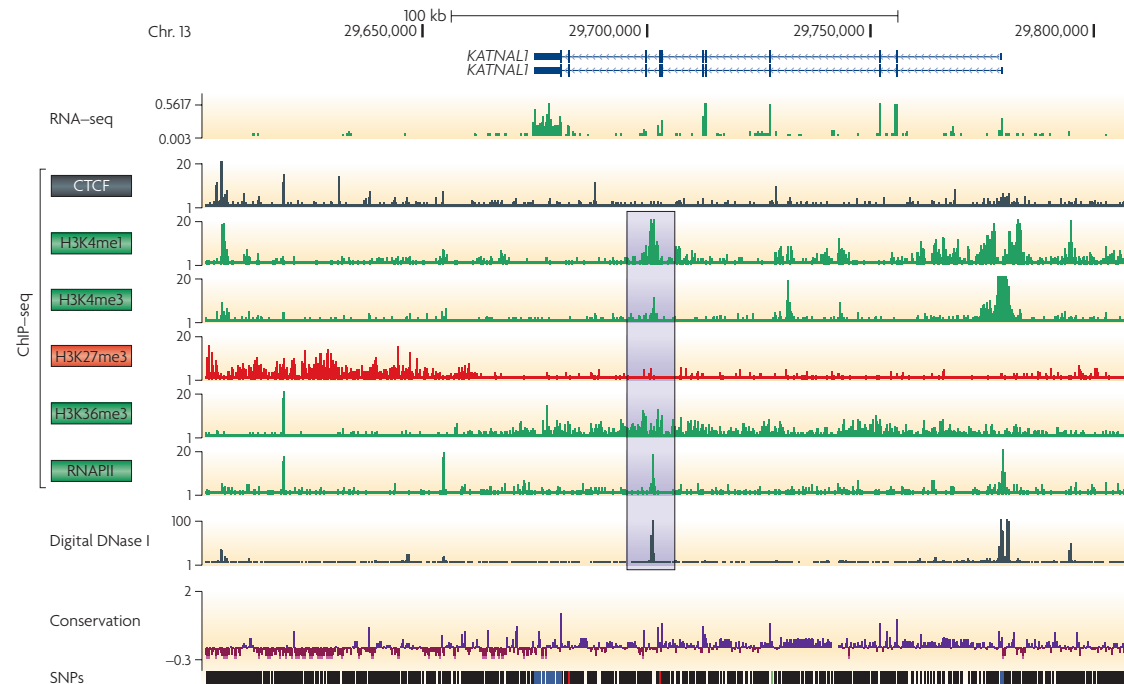 100 kb
Chr. 13 29,650,000 29,700,000 29,750,000 29,800,000
KATNAL1
KATNAL1
RNA–seq 0.5617
0.003
ChIP–seq
CTCF 20
1
H3K4me1 20
1
H3K4me3 20
1
H3K27me3 20
1
H3K36me3 20
1
RNAPII 20
1
Digital DNase I 100
1
Conservation 2
–0.3
SNPs